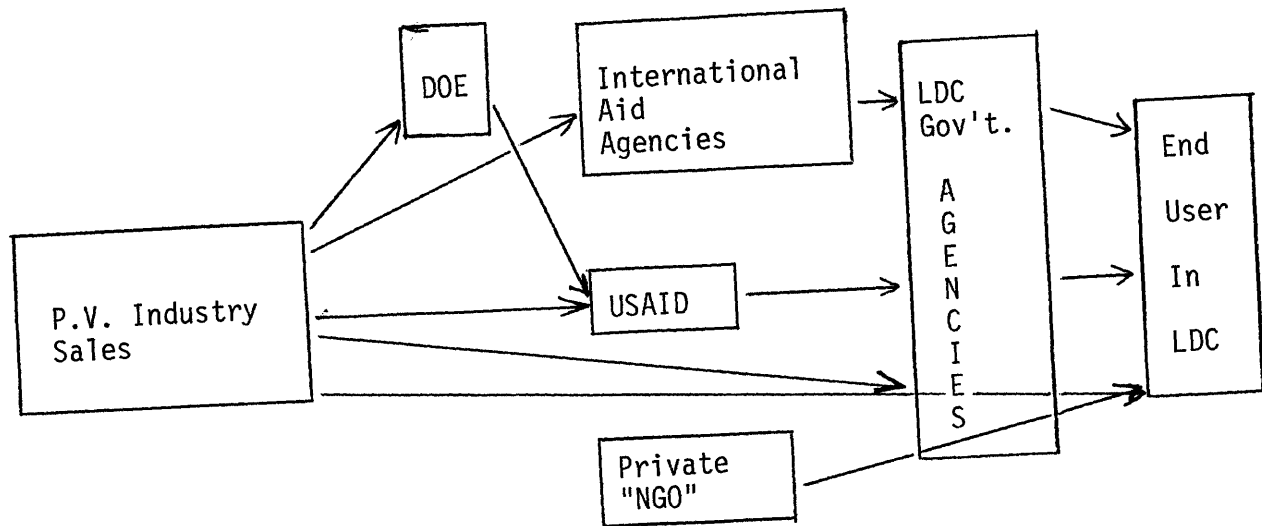 DOE
International
Aid
Agencies
LDC
Gov't.
A
G
E
N
C
I
E
S
End
User
In
LDC
P.V. Industry
Sales
USAID
Private
"NGO"